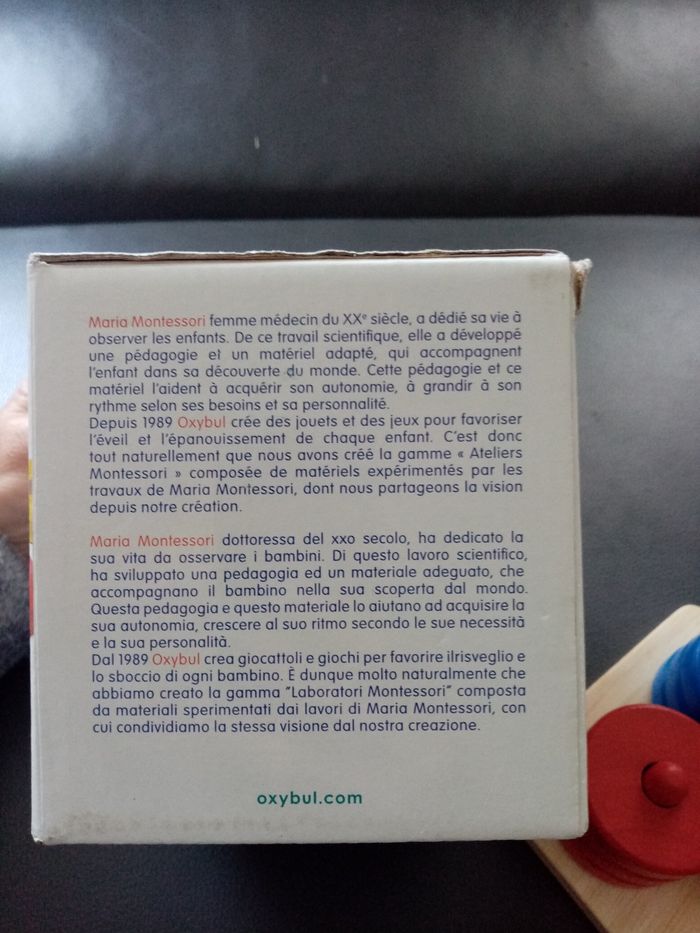 Maria Montessori femme médecin du XXe siècle, a dédié sa vie à
observer les enfants. De ce travail scientifique, elle a développé
une pédagogie et un matériel adapté, qui accompagnent
l'enfant dans sa découverte du monde. Cette pédagogie et ce
matériel l'aident à acquérir son autonomie, à grandir à son
rythme selon ses besoins et sa personnalité.
Depuis 1989 Oxybul crée des jouets et des jeux pour favoriser
l'éveil et l'épanouissement de chaque enfant. C'est donc
tout naturellement que nous avons créé la gamme « Ateliers
Montessori » composée de matériels expérimentés par les
travaux de Maria Montessori, dont nous partageons la vision
depuis notre création.
Maria Montessori dottoressa del xxo secolo, ha dedicato la
sua vita da osservare i bambini. Di questo lavoro scientifico,
ha sviluppato una pedagogia ed un materiale adeguato, che
accompagnano il bambino nella sua scoperta dal mondo.
Questa pedagogia e questo materiale lo aiutano ad acquisire la
sua autonomia, crescere al suo ritmo secondo le sue necessità
e la sua personalità.
Dal 1989 Oxybul crea giocattoli e giochi per favorire ilrisveglio e
lo sboccio di ogni bambino. È dunque molto naturalmente che
abbiamo creato la gamma "Laboratori Montessori" composta
da materiali sperimentati dai lavori di Maria Montessori, con
cui condividiamo la stessa visione dal nostra creazione.
oxybul.com